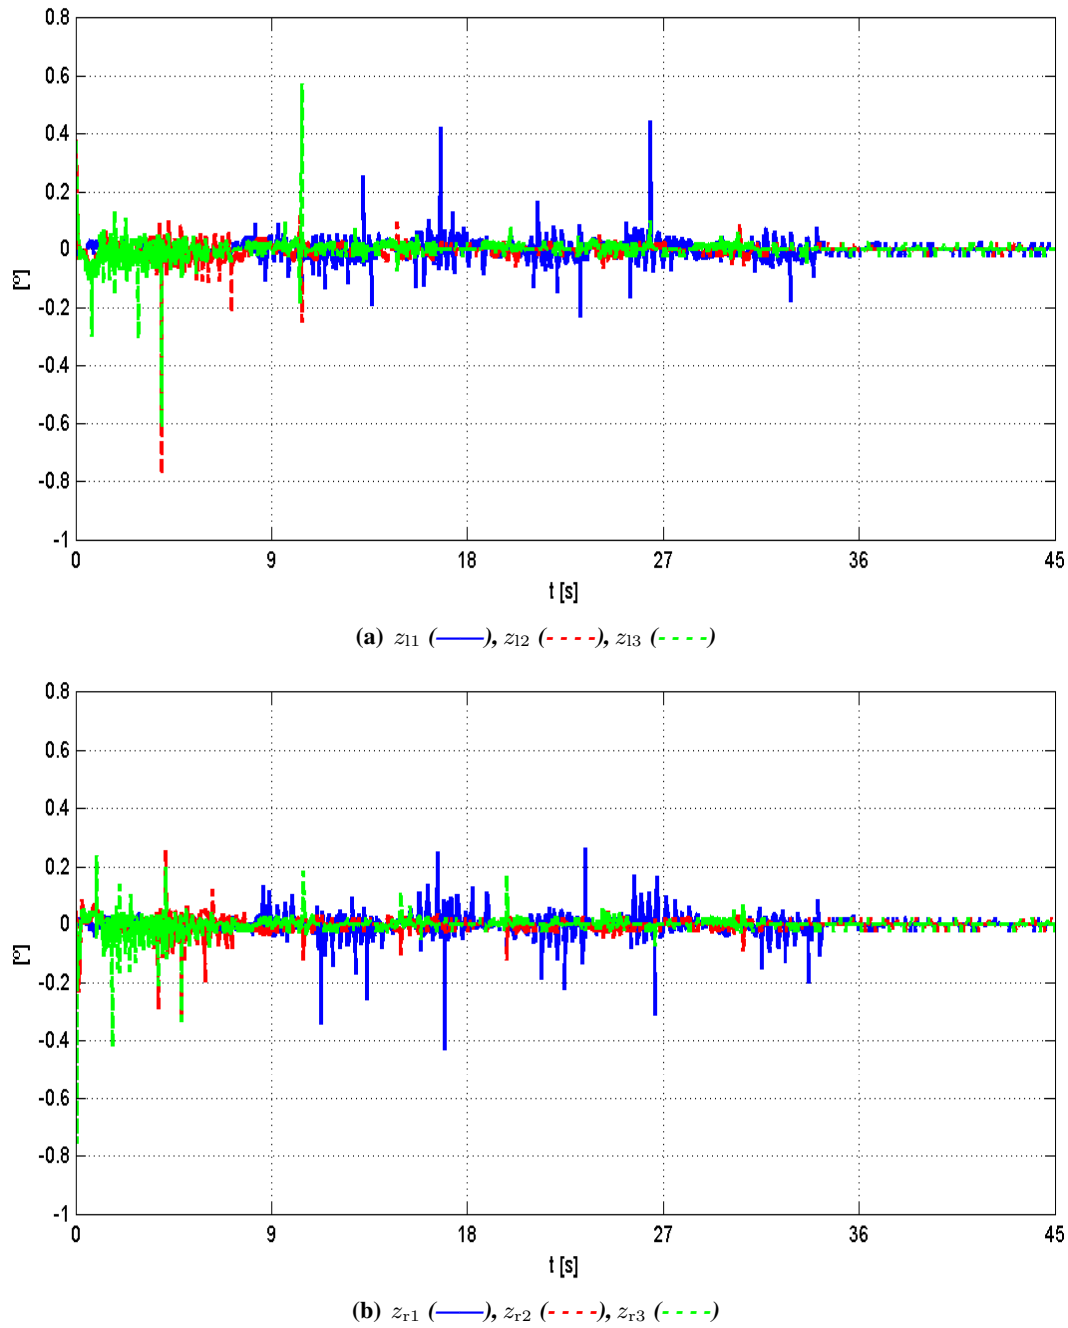 0.8
0.6
0.4
0.2
0
-0.2
-0.4
-0.6
-0.8
-1
[º]
0 9 18 27 36 45
t [s]
(a) zl1 (——), zl2 (- - - -), zl3 (- - - -)
0.8
0.6
0.4
0.2
0
-0.2
-0.4
-0.6
-0.8
-1
[º]
0 9 18 27 36 45
t [s]
(b) zr1 (——), zr2 (- - - -), zr3 (- - - -)